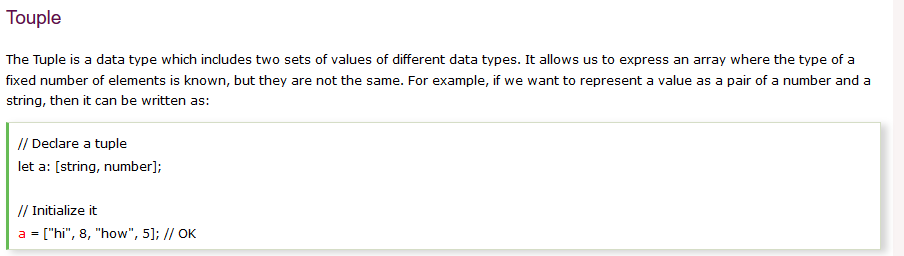 Touple
The Tuple is a data type which includes two sets of values of different data types. It allows us to express an array where the type of a
fixed number of elements is known, but they are not the same. For example, if we want to represent a value as a pair of a number and a
string, then it can be written as:
// Declare a tuple
let a: [string, number];
// Initialize it
a = ["hi", 8, "how", 5]; // OK